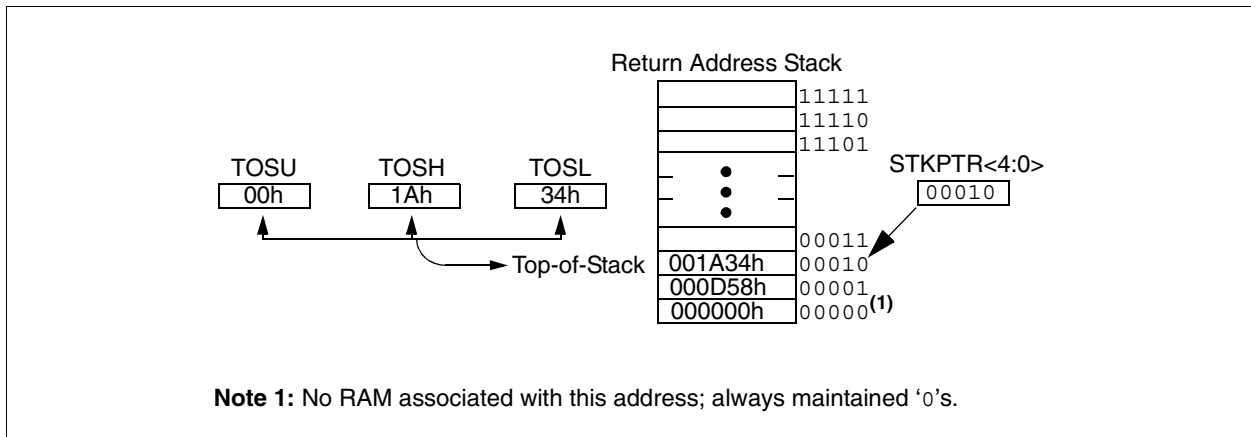 Return Address Stack
11111
11110
11101
TOSU TOSH TOSL
STKPTR<4:0>
00h 1Ah 34h
00010
00011
Top-of-Stack
001A34h 00010
000D58h 00001
000000h 00000(1)
Note 1: No RAM associated with this address; always maintained ‘0’s.